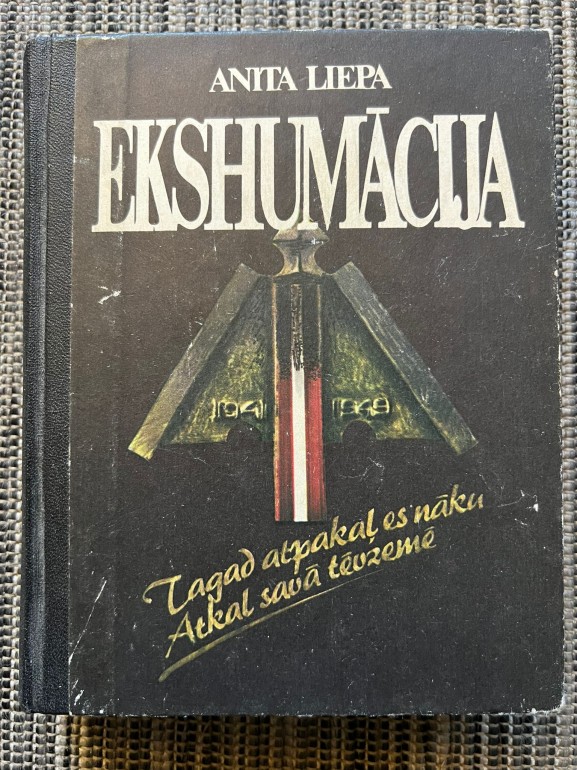 ANITA LIEPA
EKSHUMĀCIJA
1941 1949
Tagad atpakaļ es nāku
Atkal savā tēvzemē